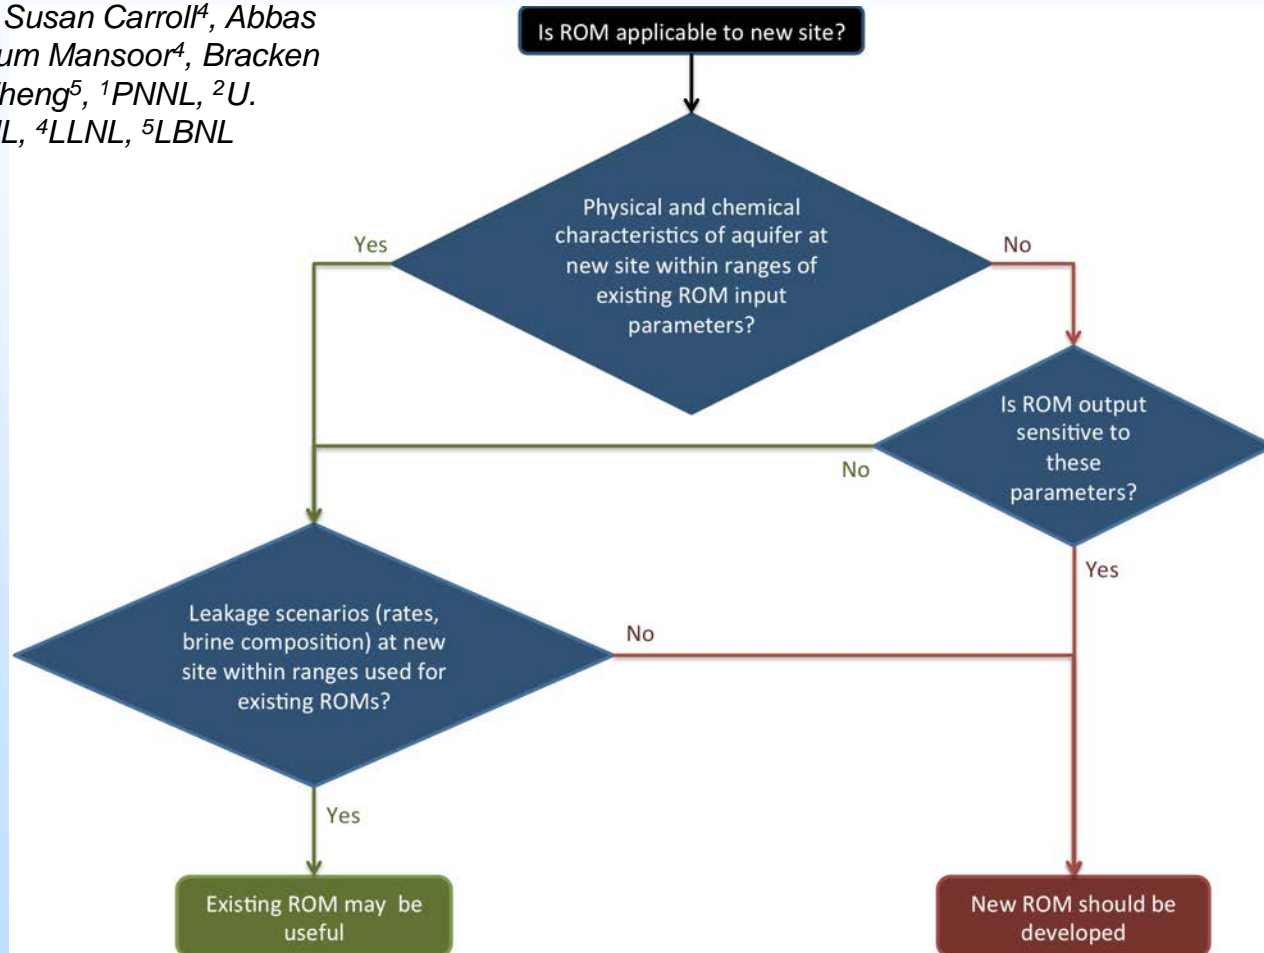 Susan Carroll⁴, Abbas
um Mansoor⁴, Bracken
heng⁵, ¹PNNL, ²U.
L, ⁴LLNL, ⁵LBNL
Is ROM applicable to new site?
Physical and chemical
characteristics of aquifer at
new site within ranges of
existing ROM input
parameters?
Yes
No
Is ROM output
sensitive to
these
parameters?
No
Yes
Leakage scenarios (rates,
brine composition) at new
site within ranges used for
existing ROMs?
No
Yes
Existing ROM may be
useful
New ROM should be
developed